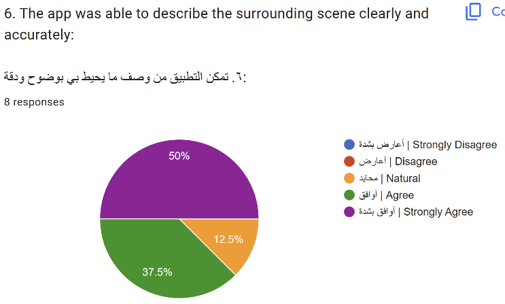 6. The app was able to describe the surrounding scene clearly and
accurately:
٦. تمكن التطبيق من وصف ما يحيط بي بوضوح ودقة:
8 responses
50%
12.5%
37.5%
أعارض بشدة | Strongly Disagree
أعارض | Disagree
محايد | Natural
أوافق | Agree
أوافق بشدة | Strongly Agree